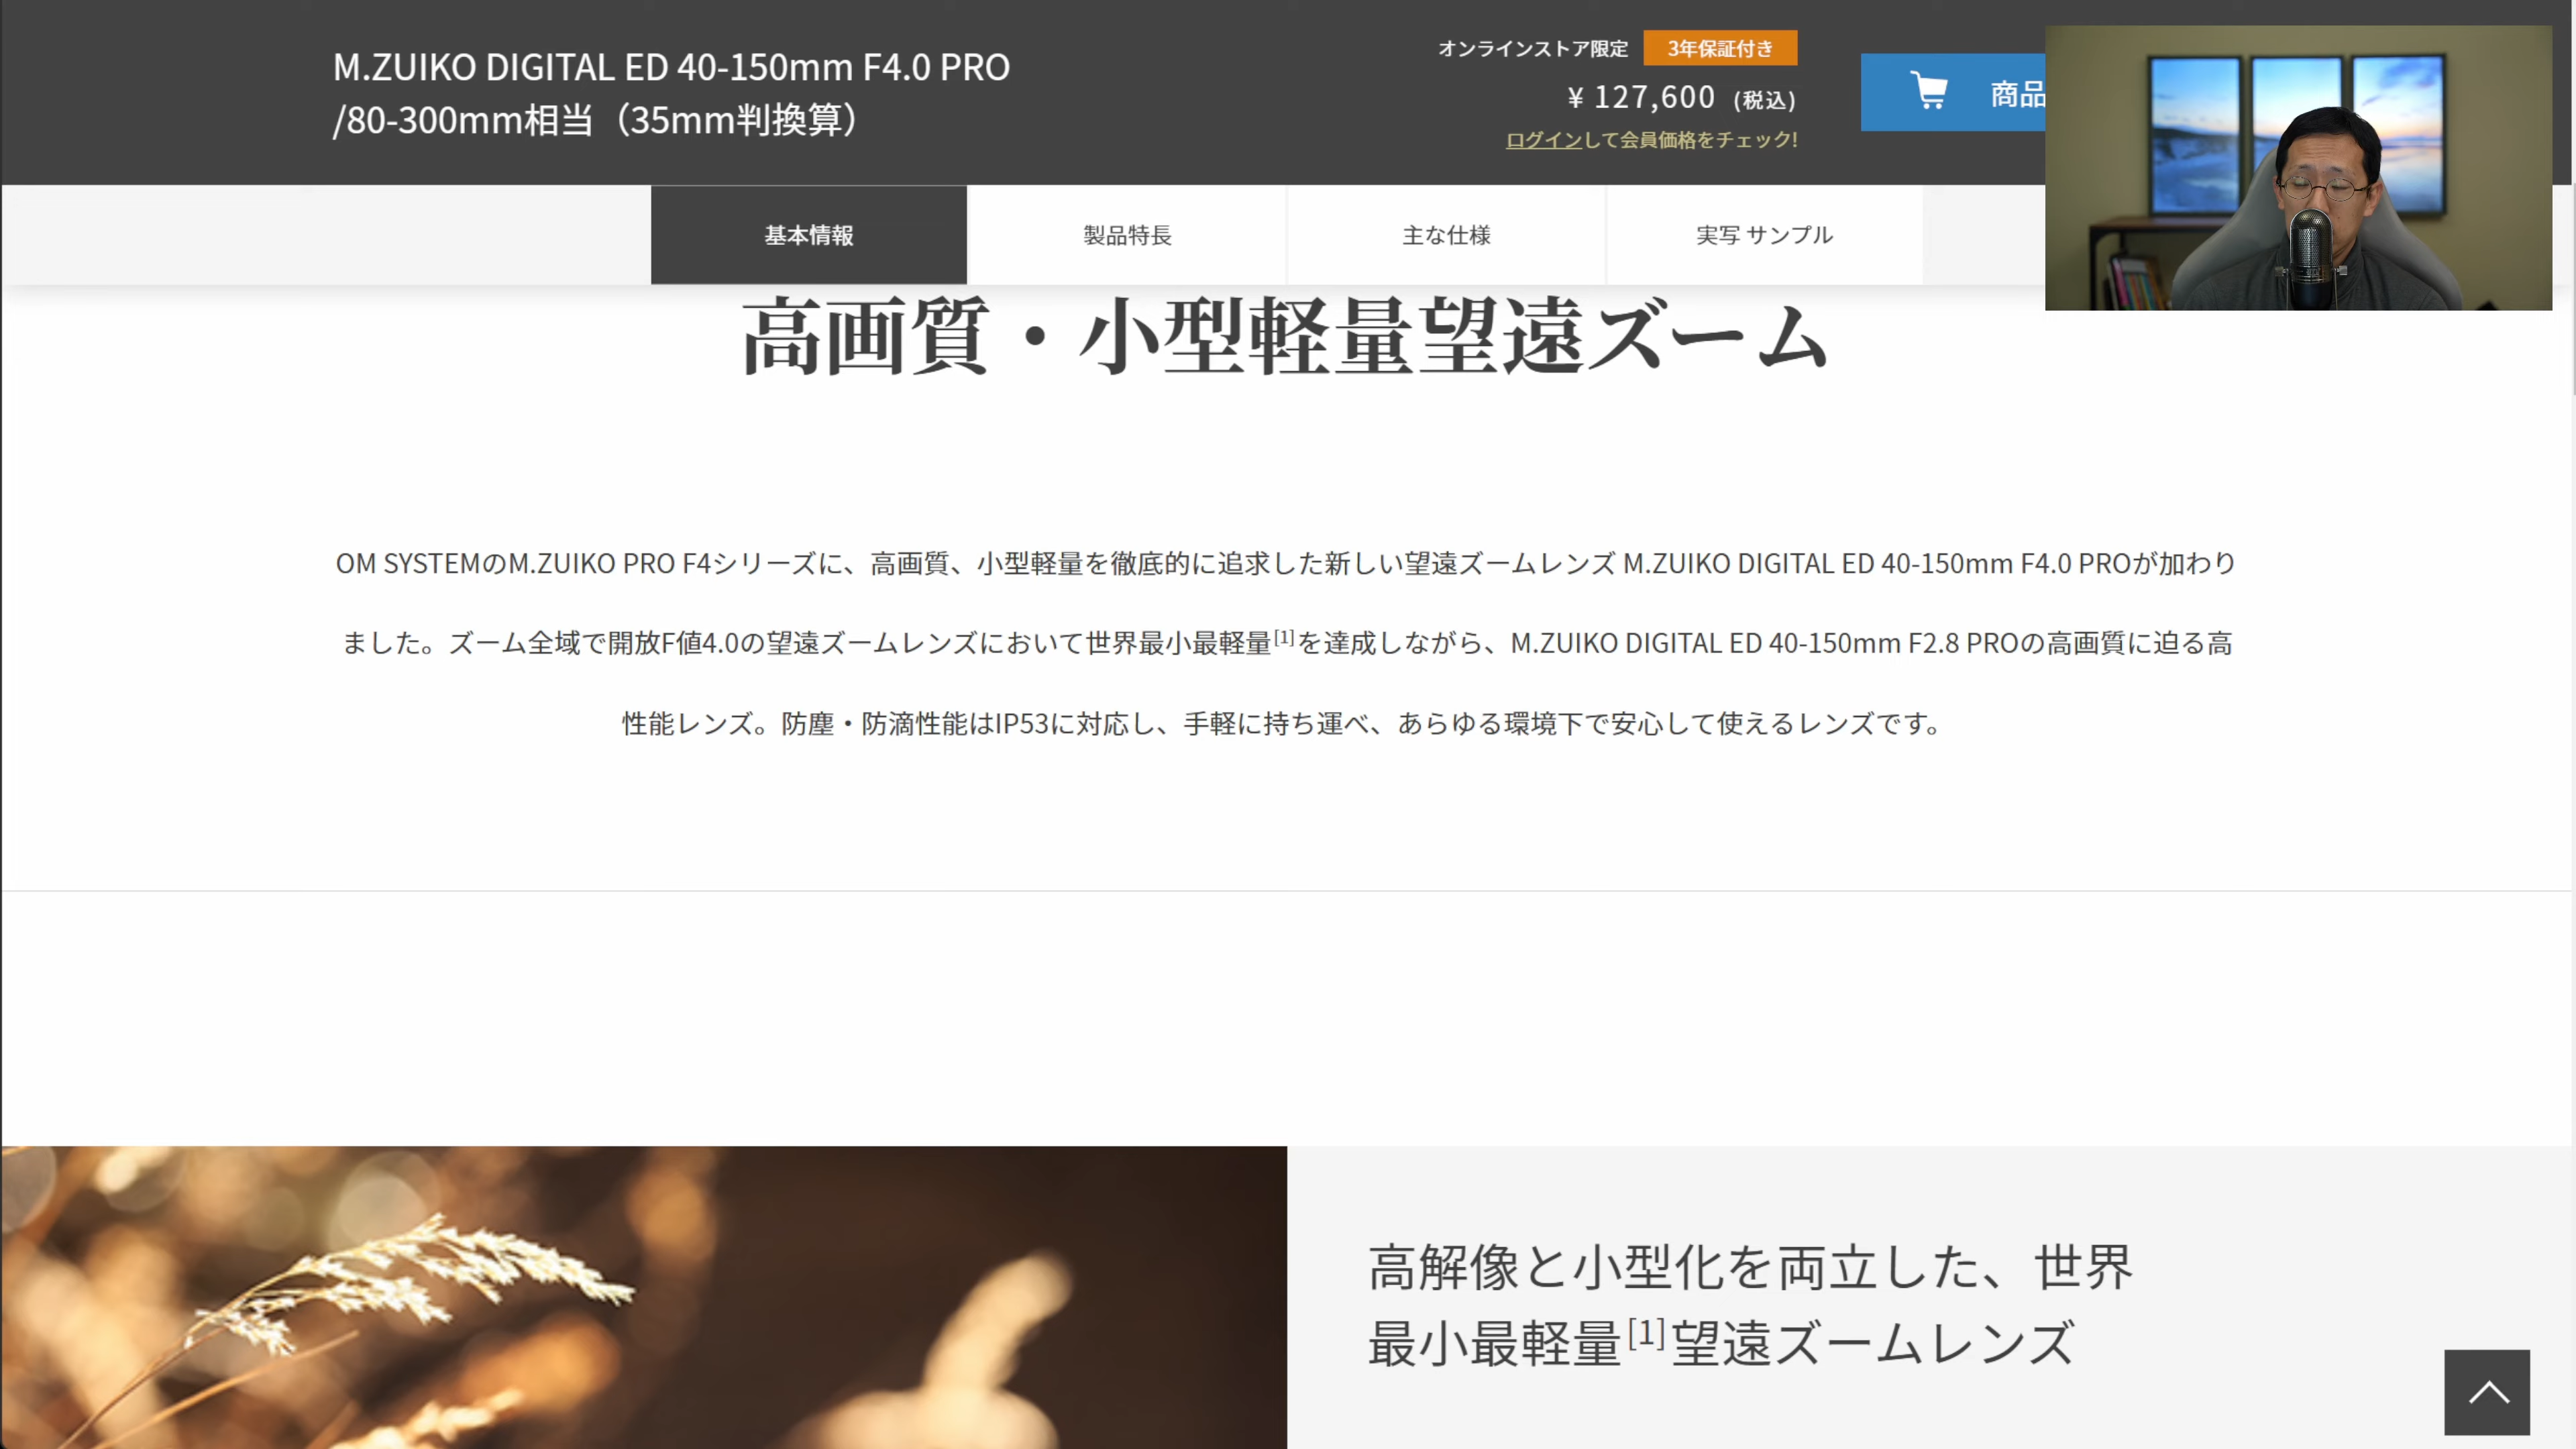 M.ZUIKO DIGITAL ED 40-150mm F4.0 PRO
/80-300mm相当（35mm判換算）
オンラインストア限定 3年保証付き
¥ 127,600 (税込)
ログインして会員価格をチェック!
商品
基本情報 製品特長 主な仕様 実写 サンプル
高画質・小型軽量望遠ズーム
OM SYSTEMのM.ZUIKO PRO F4シリーズに、高画質、小型軽量を徹底的に追求した新しい望遠ズームレンズ M.ZUIKO DIGITAL ED 40-150mm F4.0 PROが加わり
ました。ズーム全域で開放F値4.0の望遠ズームレンズにおいて世界最小最軽量[1]を達成しながら、M.ZUIKO DIGITAL ED 40-150mm F2.8 PROの高画質に迫る高
性能レンズ。防塵・防滴性能はIP53に対応し、手軽に持ち運べ、あらゆる環境下で安心して使えるレンズです。
高解像と小型化を両立した、世界
最小最軽量[1]望遠ズームレンズ